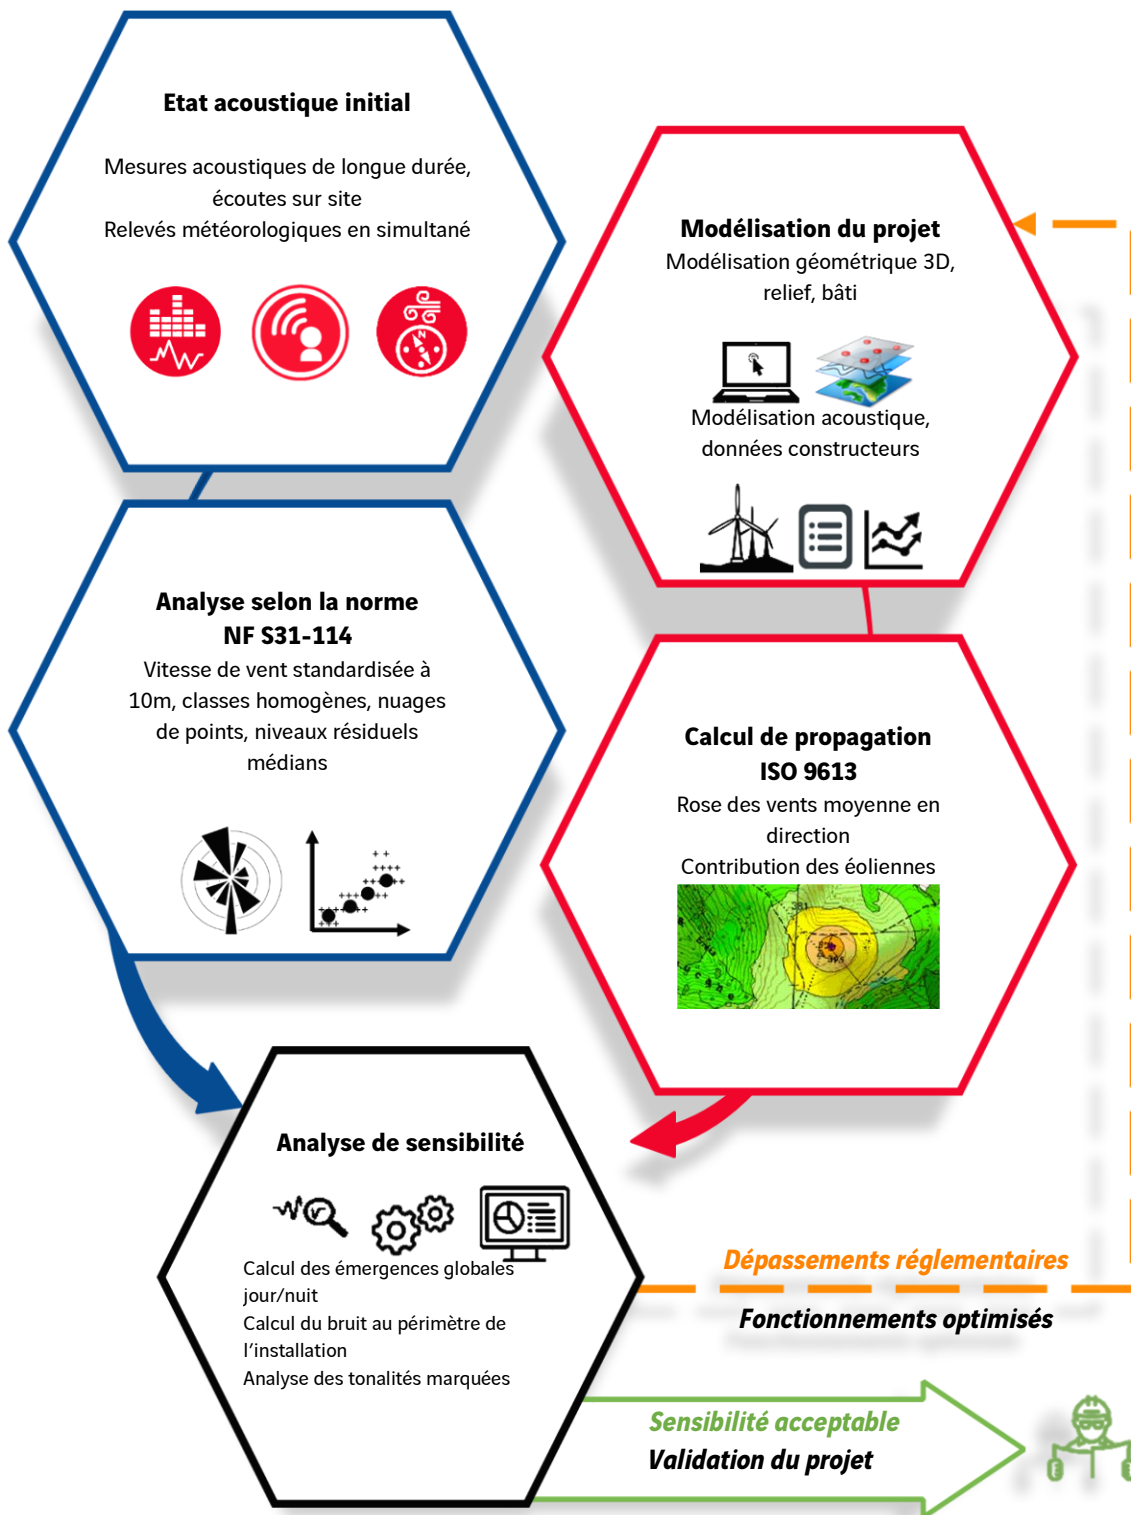 Etat acoustique initial
Mesures acoustiques de longue durée,
écoutes sur site
Relevés météorologiques en simultané
Modélisation du projet
Modélisation géométrique 3D,
relief, bâti
Modélisation acoustique,
données constructeurs
Analyse selon la norme
NF S31-114
Vitesse de vent standardisée à
10m, classes homogènes, nuages
de points, niveaux résiduels
médians
Calcul de propagation
ISO 9613
Rose des vents moyenne en
direction
Contribution des éoliennes
381
395
Analyse de sensibilité
Calcul des émergences globales
jour/nuit
Calcul du bruit au périmètre de
l'installation
Analyse des tonalités marquées
Dépassements réglementaires
Fonctionnements optimisés
Sensibilité acceptable
Validation du projet